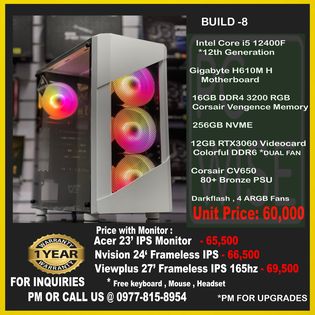 BUILD -8
Intel Core i5 12400F
*12th Generation
Gigabyte H610M H
Motherboard
16GB DDR4 3200 RGB
Corsair Vengence Memory
256GB NVME
12GB RTX3060 Videocard
Colorful DDR6 *DUAL FAN
Corsair CV650
80+ Bronze PSU
Darkflash , 4 ARGB Fans
Unit Price: 60,000
Price with Monitor :
Acer 23' IPS Monitor - 65,500
Nvision 24' Frameless IPS - 66,500
Viewplus 27' Frameless IPS 165hz - 69,500
* Free keyboard , Mouse , Headset
WARRANTY
1 YEAR
WARRANTY
FOR INQUIRIES
PM OR CALL US @ 0977-815-8954
*PM FOR UPGRADES